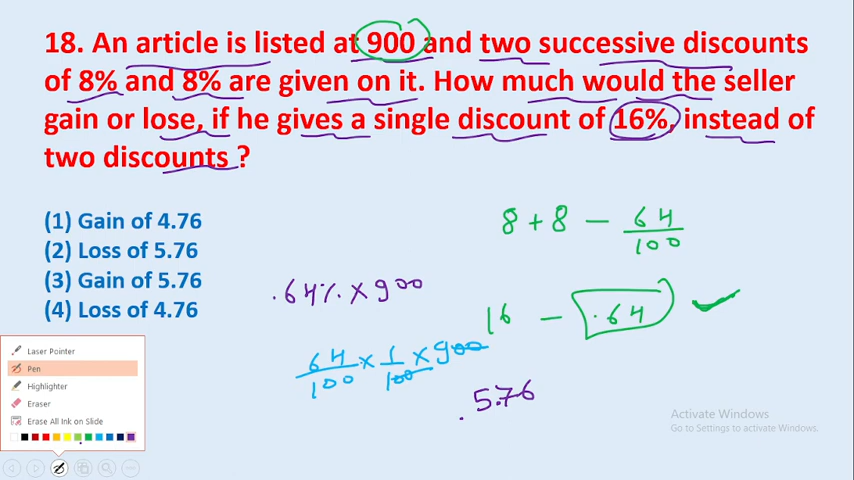 18. An article is listed at 900 and two successive discounts
of 8% and 8% are given on it. How much would the seller
gain or lose, if he gives a single discount of 16%, instead of
two discounts ?
(1) Gain of 4.76
(2) Loss of 5.76
(3) Gain of 5.76
(4) Loss of 4.76
8 + 8 - 64/100
.64% × 900
16 - .64
64/100 × 1/100 × 900
.5.76
Laser Pointer
Pen
Highlighter
Eraser
Erase All Ink on Slide
Activate Windows
Go to Settings to activate Windows.